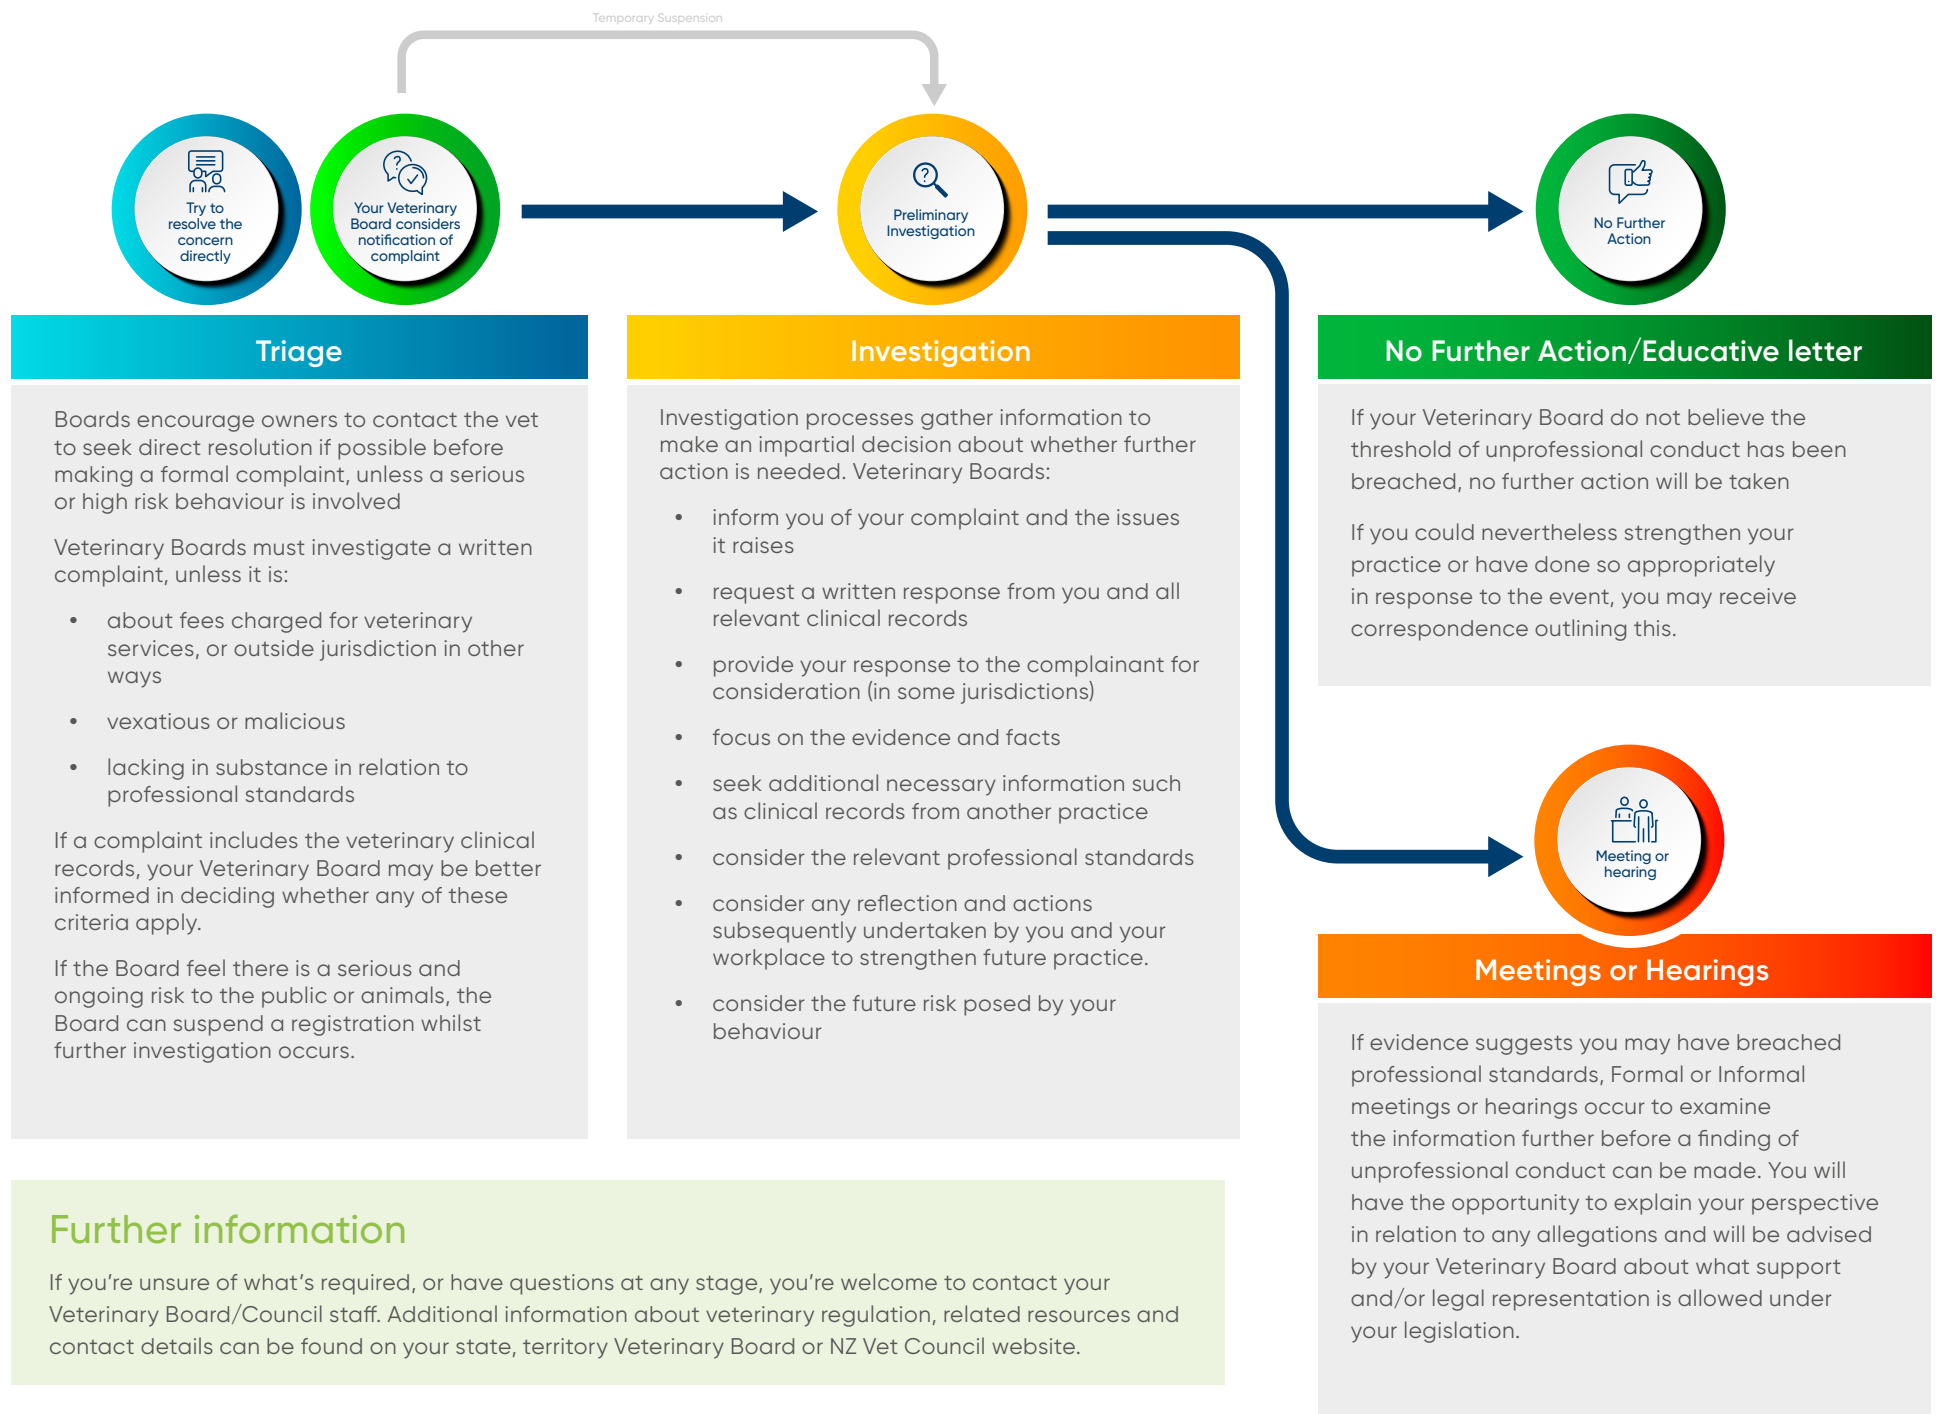 Temporary Suspension
Try to
resolve the
concern
directly
Your Veterinary
Board considers
notification of
complaint
Preliminary
Investigation
No Further
Action
Triage
Boards encourage owners to contact the vet
to seek direct resolution if possible before
making a formal complaint, unless a serious
or high risk behaviour is involved
Veterinary Boards must investigate a written
complaint, unless it is:
• about fees charged for veterinary
services, or outside jurisdiction in other
ways
• vexatious or malicious
• lacking in substance in relation to
professional standards
If a complaint includes the veterinary clinical
records, your Veterinary Board may be better
informed in deciding whether any of these
criteria apply.
If the Board feel there is a serious and
ongoing risk to the public or animals, the
Board can suspend a registration whilst
further investigation occurs.
Investigation
Investigation processes gather information to
make an impartial decision about whether further
action is needed. Veterinary Boards:
• inform you of your complaint and the issues
it raises
• request a written response from you and all
relevant clinical records
• provide your response to the complainant for
consideration (in some jurisdictions)
• focus on the evidence and facts
• seek additional necessary information such
as clinical records from another practice
• consider the relevant professional standards
• consider any reflection and actions
subsequently undertaken by you and your
workplace to strengthen future practice.
• consider the future risk posed by your
behaviour
No Further Action/Educative letter
If your Veterinary Board do not believe the
threshold of unprofessional conduct has been
breached, no further action will be taken
If you could nevertheless strengthen your
practice or have done so appropriately
in response to the event, you may receive
correspondence outlining this.
Meeting or
hearing
Meetings or Hearings
If evidence suggests you may have breached
professional standards, Formal or Informal
meetings or hearings occur to examine
the information further before a finding of
unprofessional conduct can be made. You will
have the opportunity to explain your perspective
in relation to any allegations and will be advised
by your Veterinary Board about what support
and/or legal representation is allowed under
your legislation.
Further information
If you’re unsure of what’s required, or have questions at any stage, you’re welcome to contact your
Veterinary Board/Council staff. Additional information about veterinary regulation, related resources and
contact details can be found on your state, territory Veterinary Board or NZ Vet Council website.